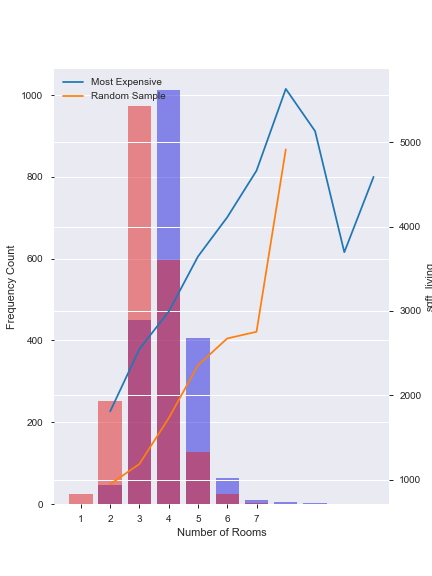 Most Expensive
Random Sample
1000
800
600
400
200
0
Frequency Count
5000
4000
3000
2000
1000
sqft_living
1 2 3 4 5 6 7
Number of Rooms